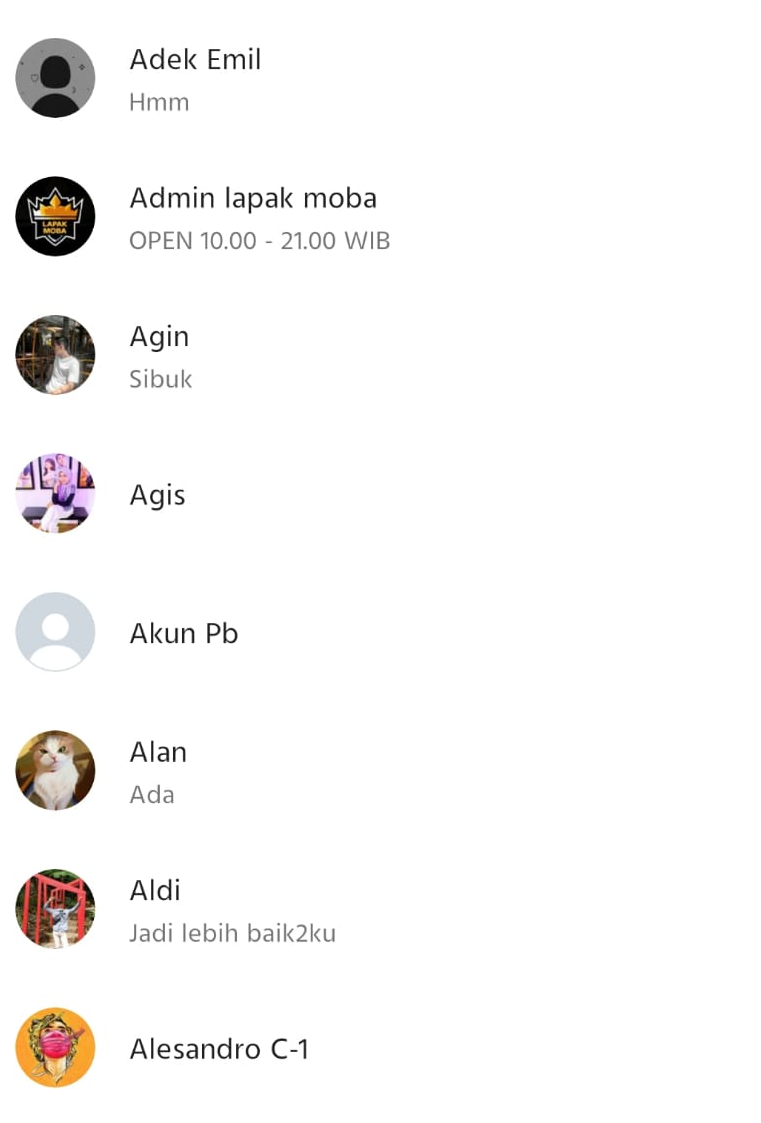 Adek Emil
Hmm
Admin lapak moba
LAPAK
MOBA
OPEN 10.00 - 21.00 WIB
Agin
Sibuk
Agis
Akun Pb
Alan
Ada
Aldi
Jadi lebih baik2ku
Alesandro C-1